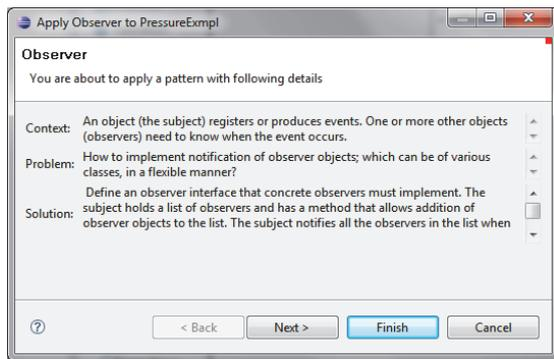 Apply Observer to PressureExmpl
Observer
You are about to apply a pattern with following details
Context: An object (the subject) registers or produces events. One or more other objects
(observers) need to know when the event occurs.
Problem: How to implement notification of observer objects; which can be of various
classes, in a flexible manner?
Solution: Define an observer interface that concrete observers must implement. The
subject holds a list of observers and has a method that allows addition of
observer objects to the list. The subject notifies all the observers in the list when
? < Back Next > Finish Cancel